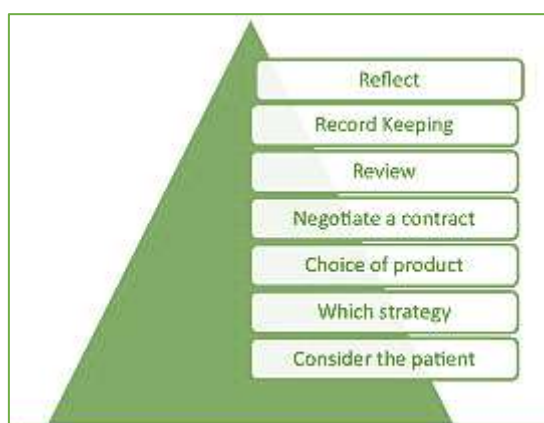 Reflect
Record Keeping
Review
Negotiate a contract
Choice of product
Which strategy
Consider the patient